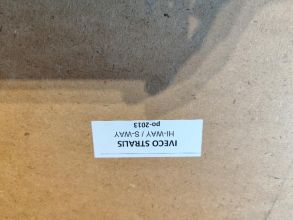 IVECO STRALIS
HI-WAY / S-WAY
po-2013